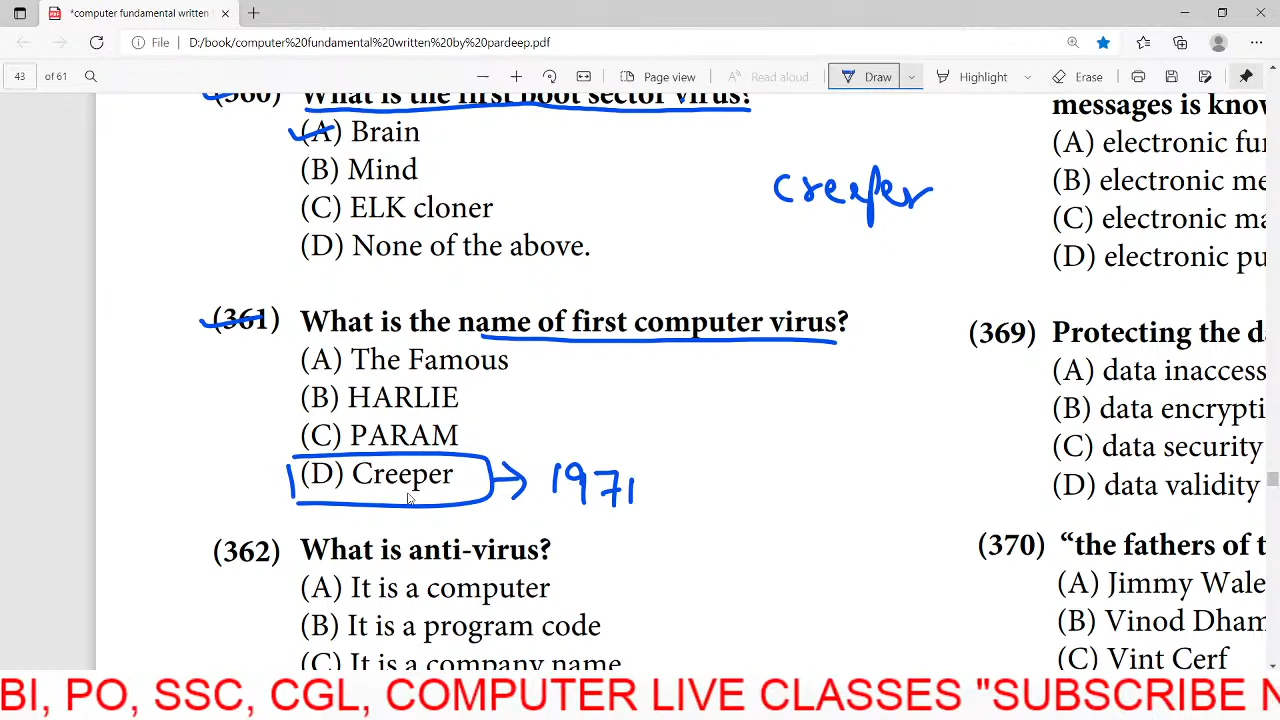 *computer fundamental written
File
D:/book/computer%20fundamental%20written%20by%20pardeep.pdf
43
of 61
Page view
Read aloud
Draw
Highlight
Erase
(360) What is the first boot sector virus?
(A) Brain
(B) Mind
(C) ELK cloner
(D) None of the above.
creeper
(361) What is the name of first computer virus?
(A) The Famous
(B) HARLIE
(C) PARAM
(D) Creeper
1971
(362) What is anti-virus?
(A) It is a computer
(B) It is a program code
(C) It is a company name
messages is know
(A) electronic fu
(B) electronic me
(C) electronic ma
(D) electronic pu
(369) Protecting the d
(A) data inaccess
(B) data encrypti
(C) data security
(D) data validity
(370) “the fathers of t
(A) Jimmy Wale
(B) Vinod Dham
(C) Vint Cerf
BI, PO, SSC, CGL, COMPUTER LIVE CLASSES "SUBSCRIBE N